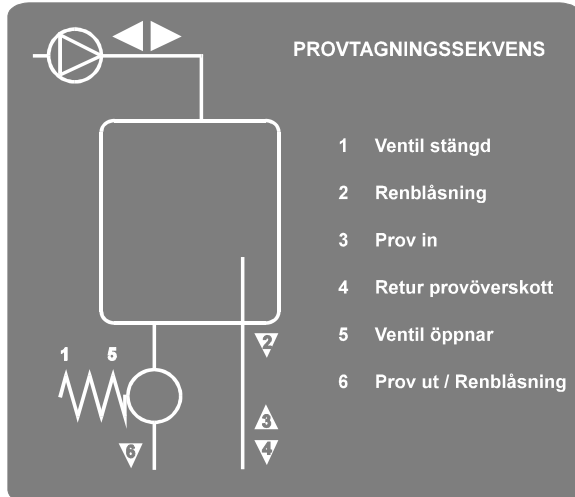 PROVTAGNINGSSEKVENS
1 Ventil stängd
2 Renblåsning
3 Prov in
4 Retur provöverskott
5 Ventil öppnar
6 Prov ut / Renblåsning
2
1 5
3
6 4